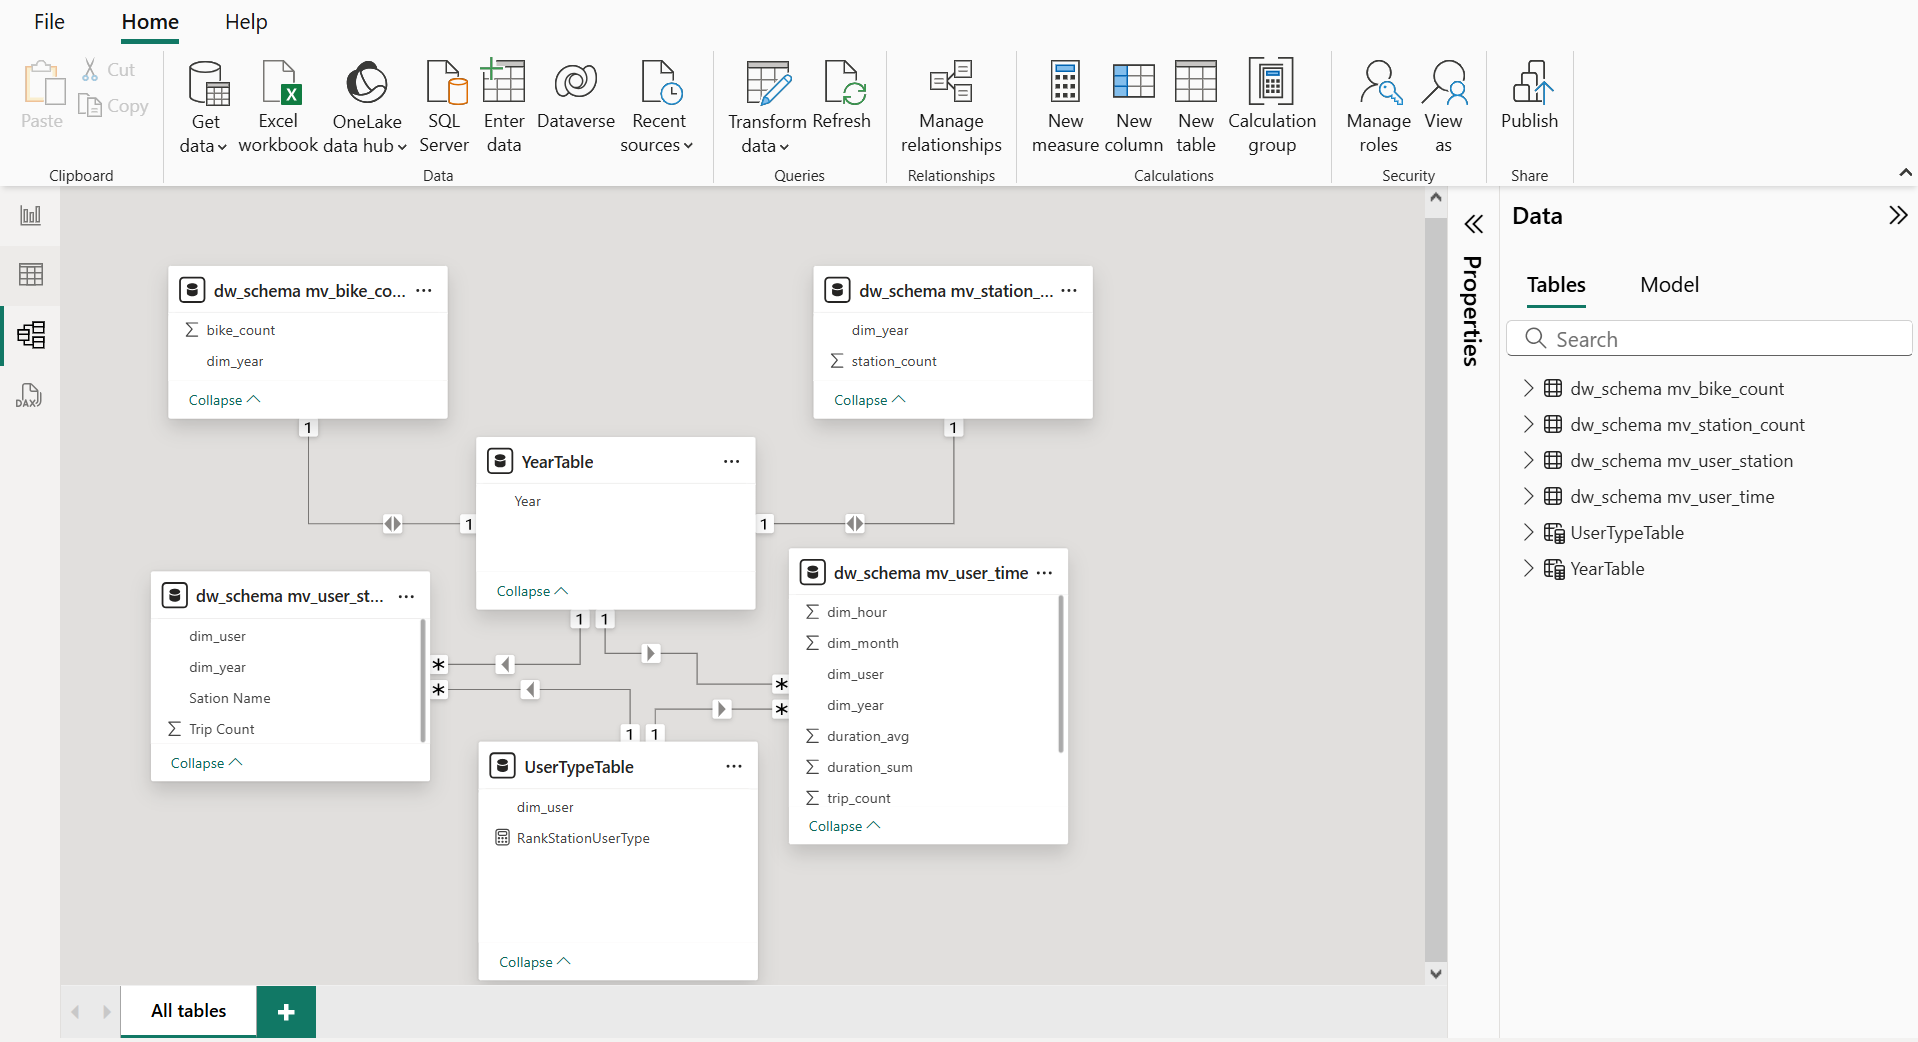 File Home Help
Paste
Cut
Copy
Clipboard
Get data
Excel workbook
OneLake data hub
SQL Server
Enter data
Dataverse
Recent sources
Data
Transform data
Refresh
Queries
Manage relationships
Relationships
New measure
New column
New table
Calculation group
Calculations
Manage roles
View as
Security
Publish
Share
dw_schema mv_bike_co... ...
Σ bike_count
dim_year
Collapse
1
dw_schema mv_station_... ...
dim_year
Σ station_count
Collapse
1
YearTable ...
Year
Collapse
1
1
1 1
dw_schema mv_user_st... ...
dim_user
dim_year
Sation Name
Σ Trip Count
Collapse
*
*
dw_schema mv_user_time ...
Σ dim_hour
Σ dim_month
dim_user
dim_year
Σ duration_avg
Σ duration_sum
Σ trip_count
Collapse
*
*
1 1
UserTypeTable ...
dim_user
RankStationUserType
Collapse
All tables +
Properties
Data
Tables Model
Search
dw_schema mv_bike_count
dw_schema mv_station_count
dw_schema mv_user_station
dw_schema mv_user_time
UserTypeTable
YearTable
DAX